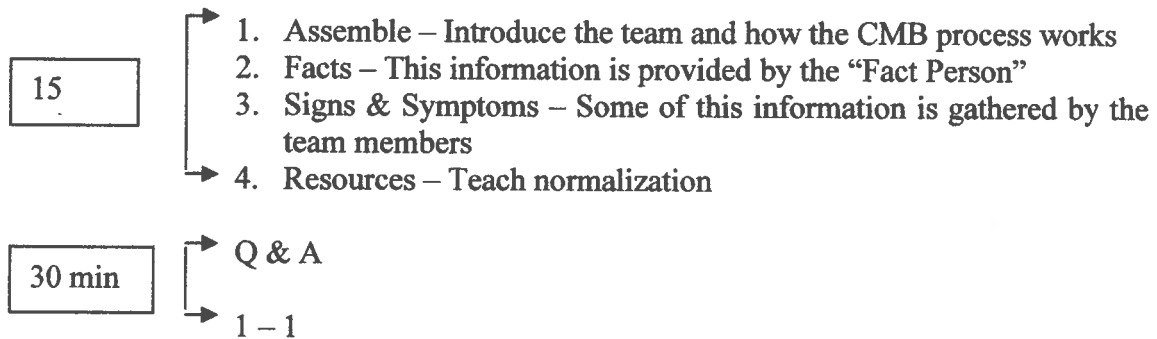 1. Assemble – Introduce the team and how the CMB process works
15
2. Facts – This information is provided by the “Fact Person”
3. Signs & Symptoms – Some of this information is gathered by the
team members
4. Resources – Teach normalization
Q & A
30 min
1 – 1